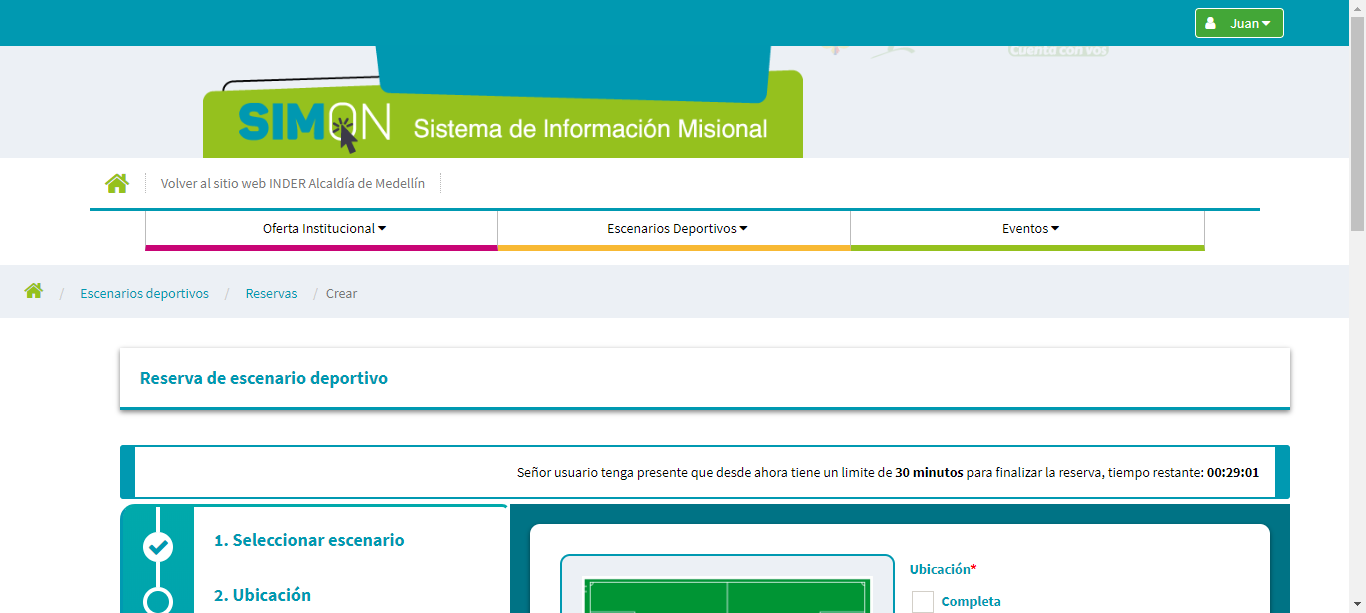 Juan
Cuenta con vos
SIMON Sistema de Información Misional
Volver al sitio web INDER Alcaldía de Medellín
Oferta Institucional
Escenarios Deportivos
Eventos
/ Escenarios deportivos / Reservas / Crear
Reserva de escenario deportivo
Señor usuario tenga presente que desde ahora tiene un limite de 30 minutos para finalizar la reserva, tiempo restante: 00:29:01
1. Seleccionar escenario
2. Ubicación
Ubicación*
Completa